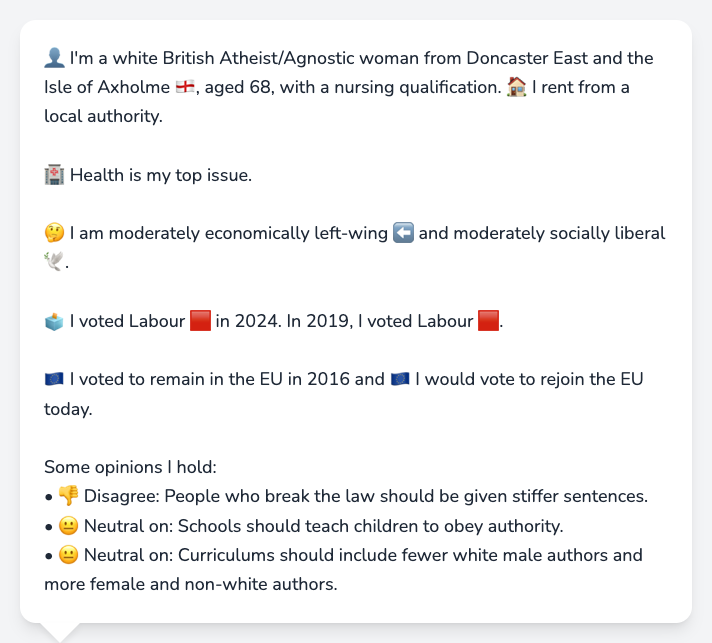 👤 I'm a white British Atheist/Agnostic woman from Doncaster East and the
Isle of Axholme 🏴󠁧󠁢󠁥󠁮󠁧󠁿, aged 68, with a nursing qualification. 🏠 I rent from a
local authority.
🏥 Health is my top issue.
🤔 I am moderately economically left-wing ⬅️ and moderately socially liberal
🕊️.
🗳️ I voted Labour 🟥 in 2024. In 2019, I voted Labour 🟥.
🇪🇺 I voted to remain in the EU in 2016 and 🇪🇺 I would vote to rejoin the EU
today.
Some opinions I hold:
• 👎 Disagree: People who break the law should be given stiffer sentences.
• 😐 Neutral on: Schools should teach children to obey authority.
• 😐 Neutral on: Curriculums should include fewer white male authors and
more female and non-white authors.